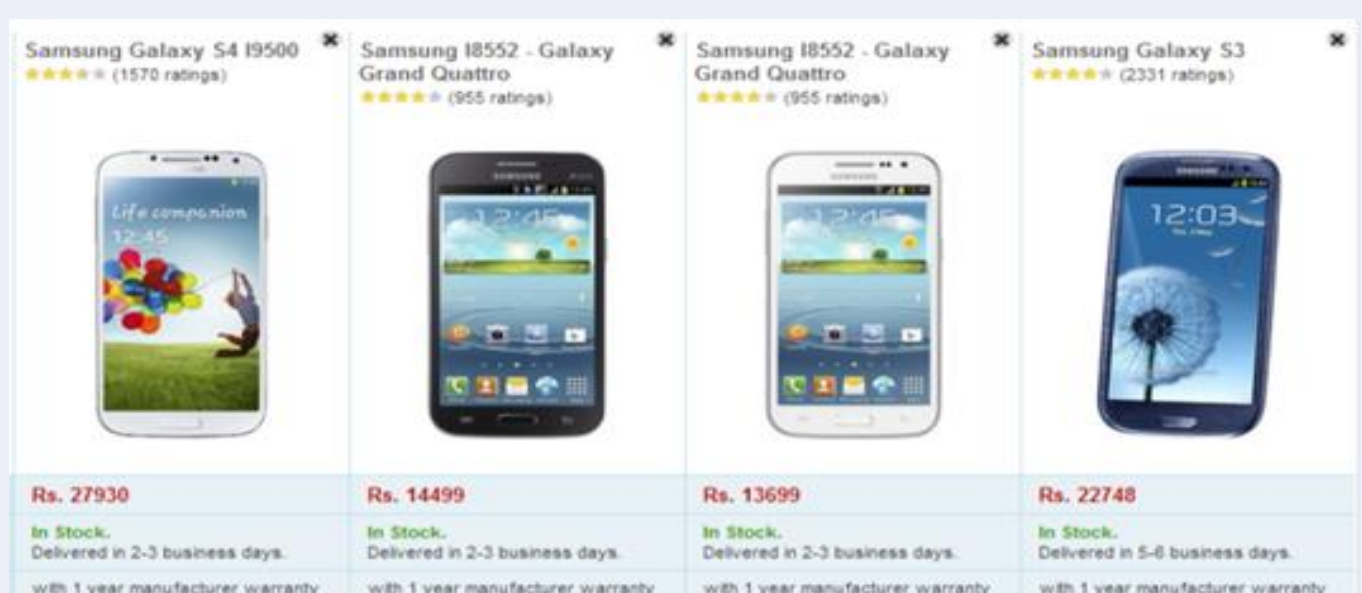 Samsung Galaxy S4 I9500
(1570 ratings)
Samsung I8552 - Galaxy
Grand Quattro
(955 ratings)
Samsung I8552 - Galaxy
Grand Quattro
(955 ratings)
Samsung Galaxy S3
(2331 ratings)
Life companion
12:45
SAMSUNG
12:45
SAMSUNG
12:45
SAMSUNG
12:03
Rs. 27930
Rs. 14499
Rs. 13699
Rs. 22748
In Stock.
Delivered in 2-3 business days.
In Stock.
Delivered in 2-3 business days.
In Stock.
Delivered in 2-3 business days.
In Stock.
Delivered in 5-6 business days.
with 1 year manufacturer warranty
with 1 year manufacturer warranty
with 1 year manufacturer warranty
with 1 year manufacturer warranty